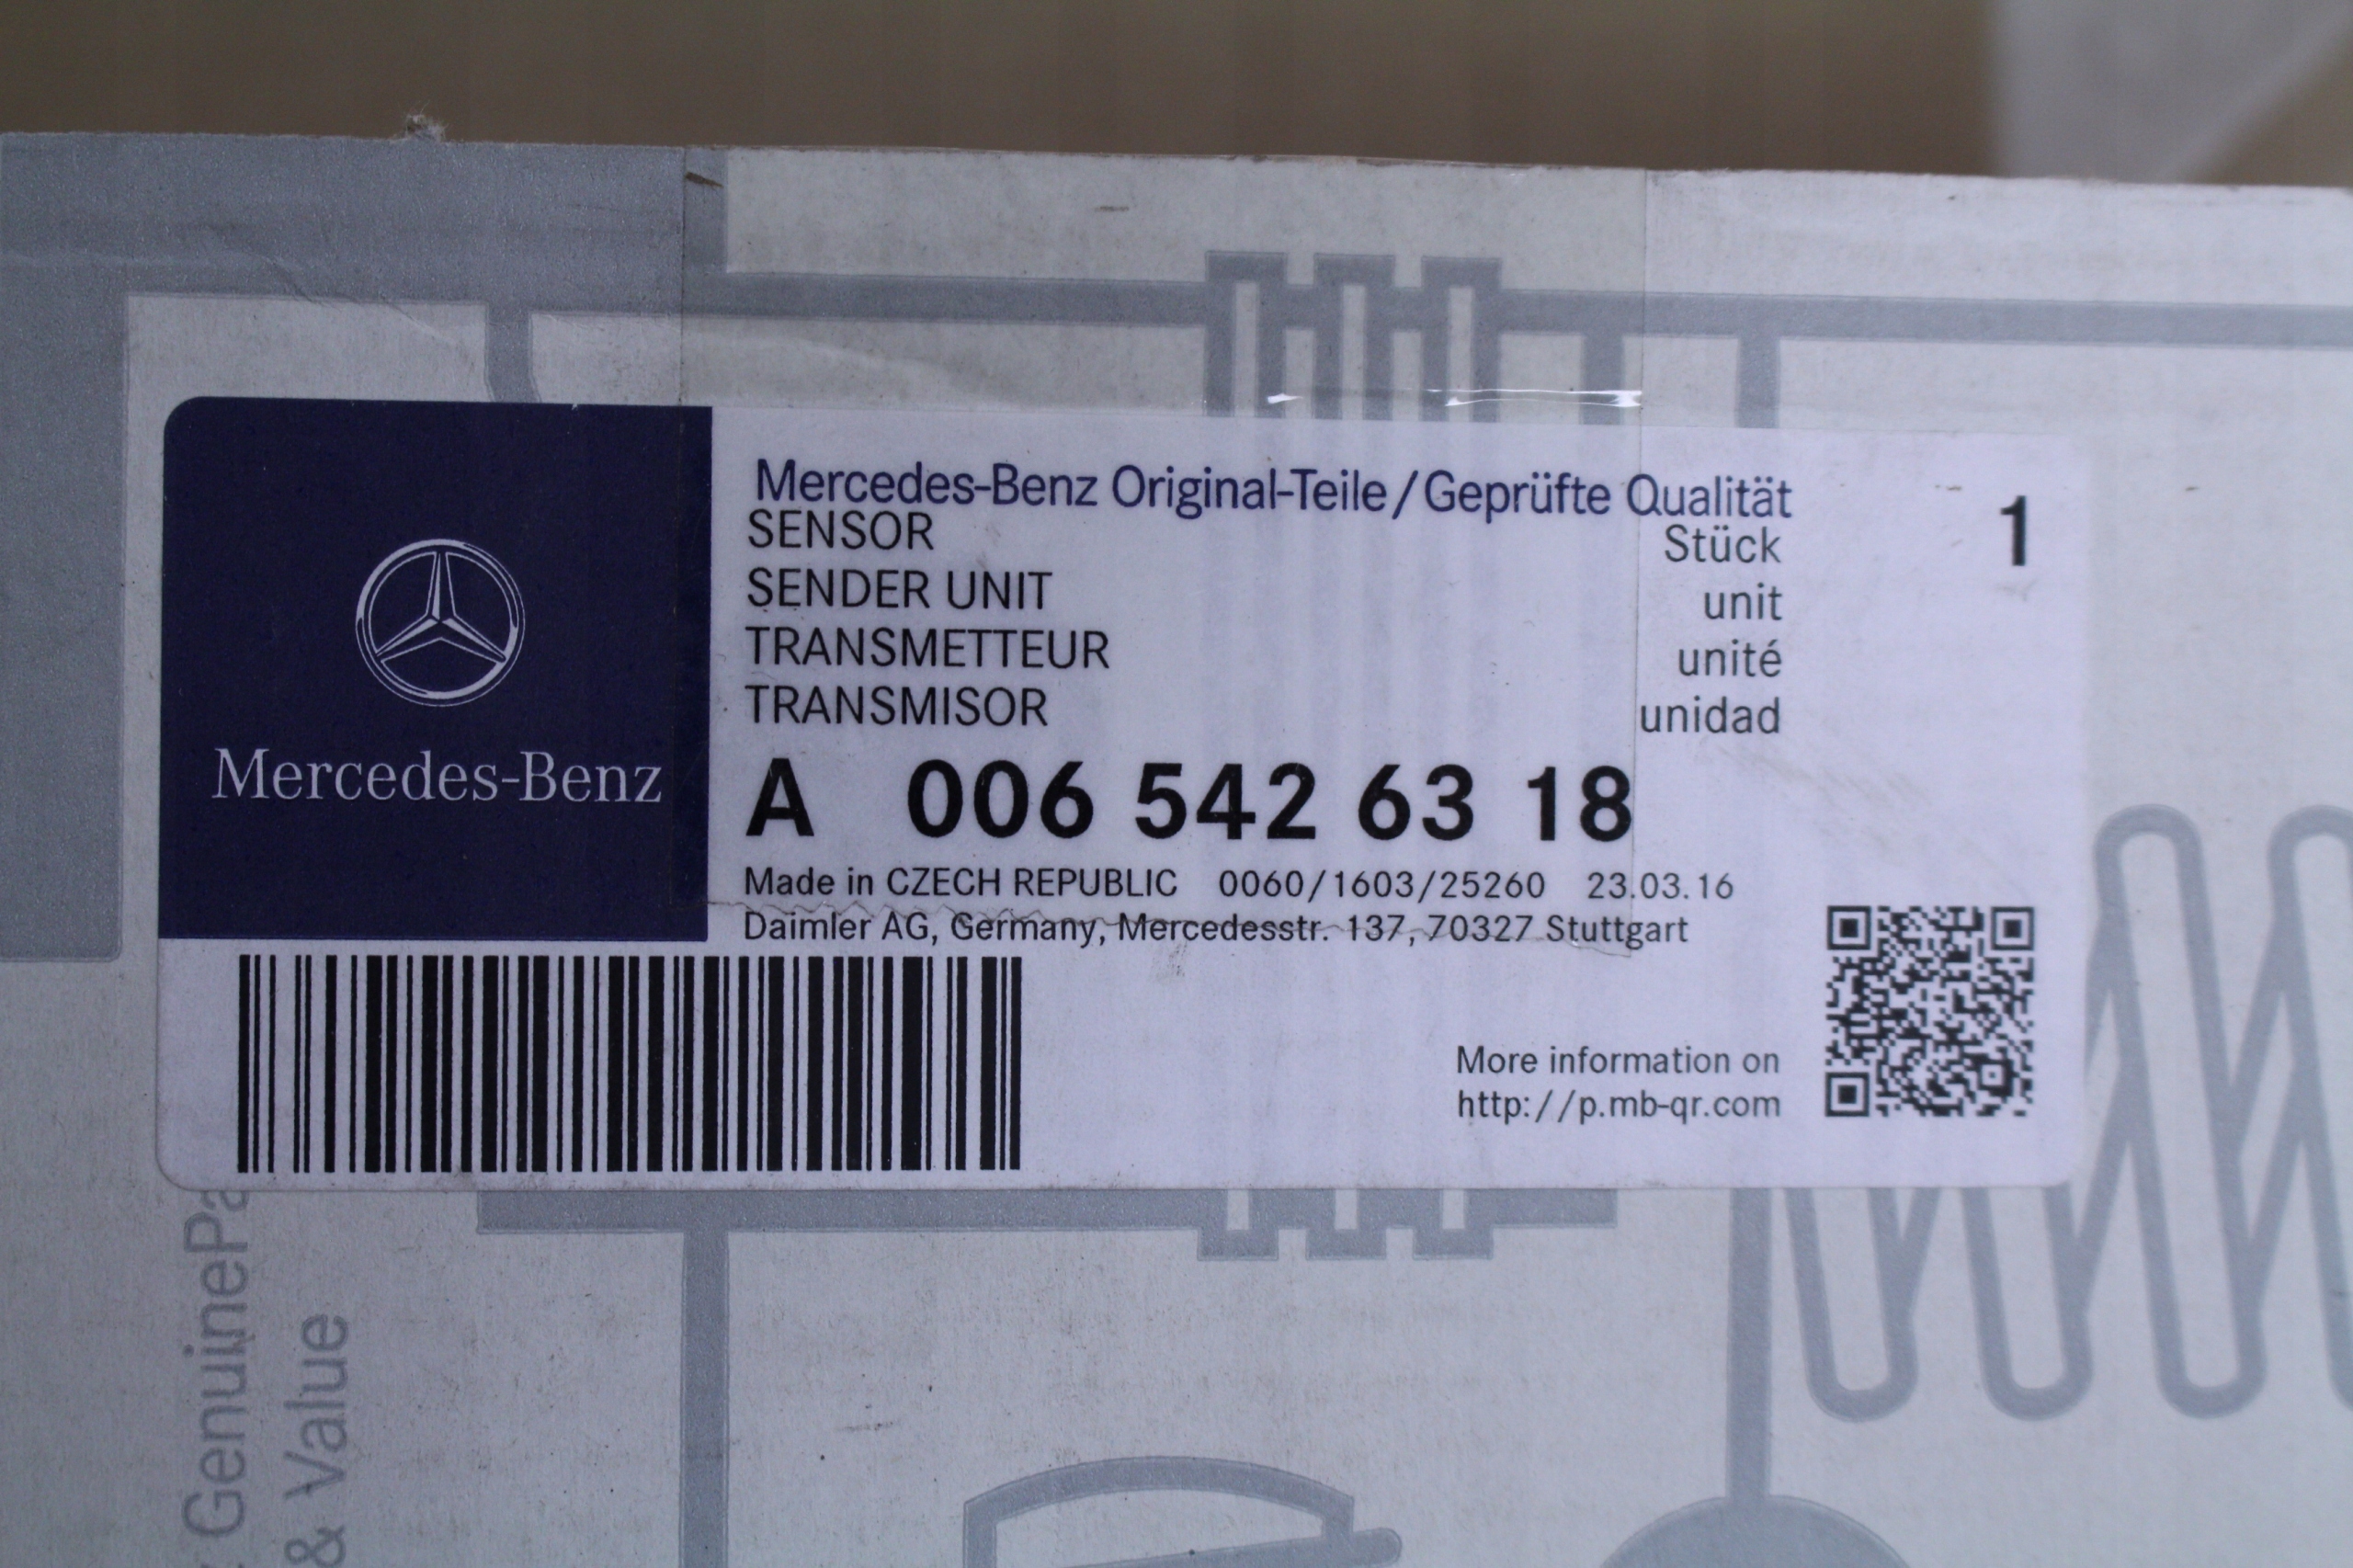 Mercedes-Benz
Mercedes-Benz Original-Teile/Geprüfte Qualität
SENSOR
SENDER UNIT
TRANSMETTEUR
TRANSMISOR
Stück
unit
unité
unidad
1
A 006 542 63 18
Made in CZECH REPUBLIC 0060/1603/25260 23.03.16
Daimler AG, Germany, Mercedesstr. 137, 70327 Stuttgart
More information on
http://p.mb-qr.com
GenuinePa
& Value